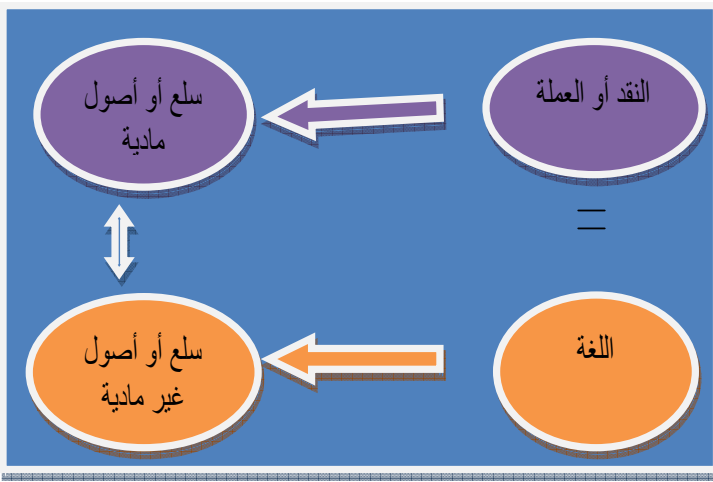 النقد أو العملة
سلع أو أصول
مادية
=
اللغة
سلع أو أصول
غير مادية